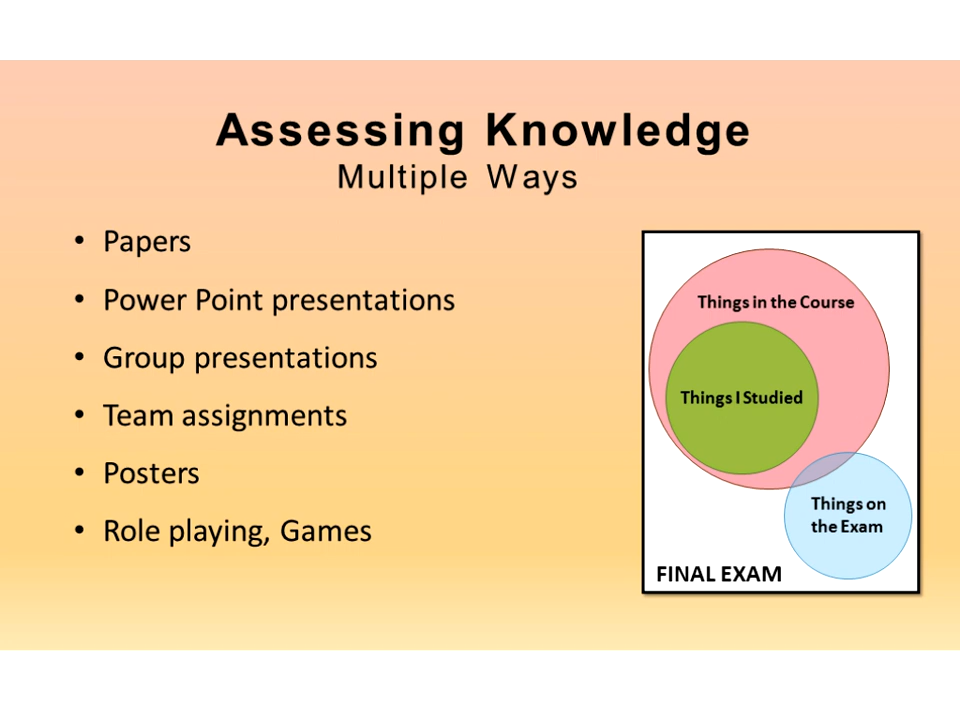 Assessing Knowledge
Multiple Ways
• Papers
• Power Point presentations
• Group presentations
• Team assignments
• Posters
• Role playing, Games
Things in the Course
Things I Studied
Things on
the Exam
FINAL EXAM